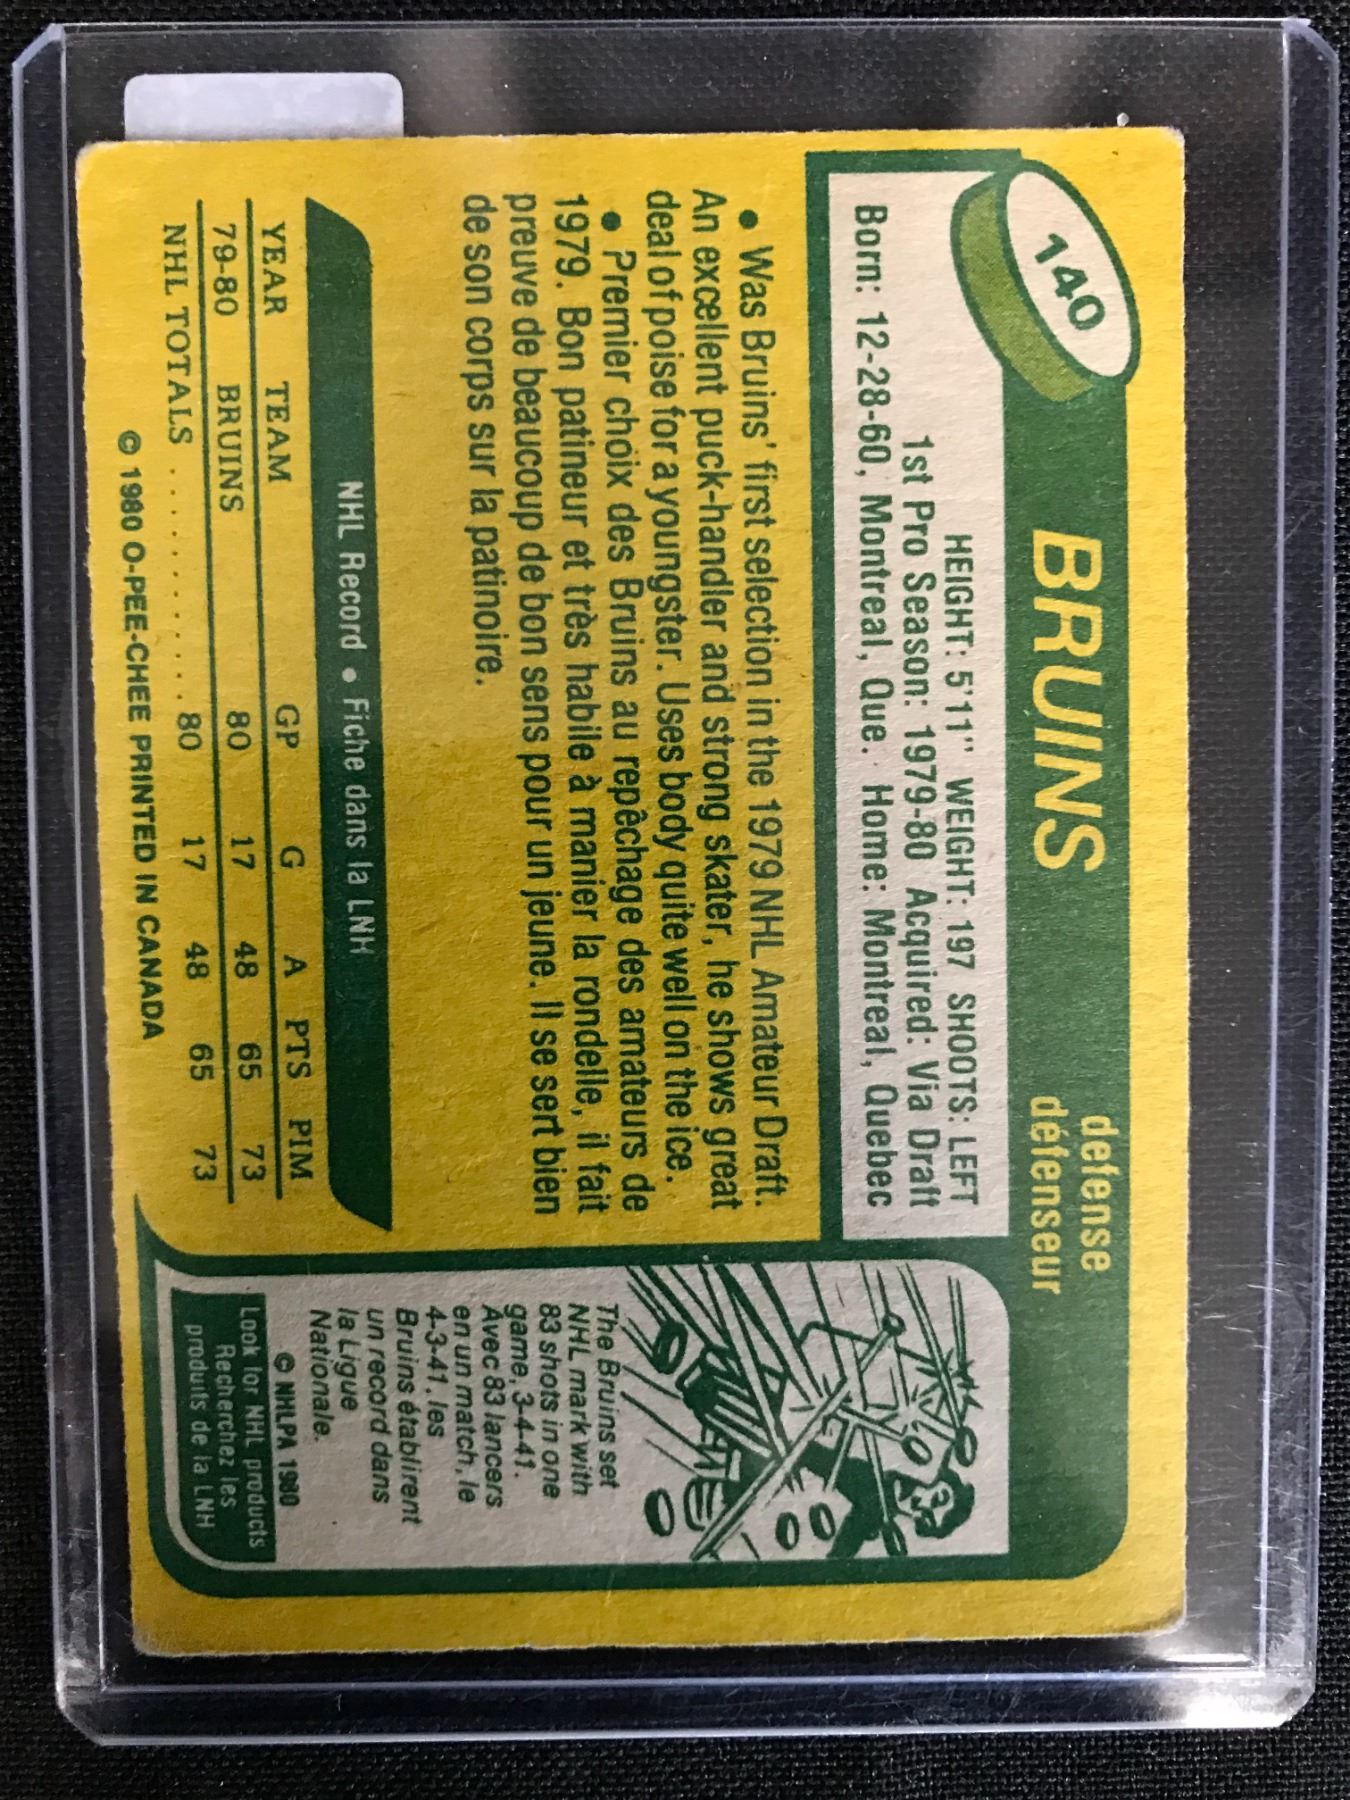 140
BRUINS
defense
défenseur
HEIGHT: 5'11" WEIGHT: 197 SHOOTS: LEFT
1st Pro Season: 1979-80 Acquired: Via Draft
Born: 12-28-60, Montreal, Que. Home: Montreal, Quebec
• Was Bruins' first selection in the 1979 NHL Amateur Draft.
An excellent puck-handler and strong skater, he shows great
deal of poise for a youngster. Uses body quite well on the ice.
• Premier choix des Bruins au repêchage des amateurs de
1979. Bon patineur et très habile à manier la rondelle, il fait
preuve de beaucoup de bon sens pour un jeune. Il se sert bien
de son corps sur la patinoire.
NHL Record • Fiche dans la LNH
YEAR TEAM GP G A PTS PIM
79-80 BRUINS 80 17 48 65 73
NHL TOTALS .......... 80 17 48 65 73
© 1980 O-PEE-CHEE PRINTED IN CANADA
The Bruins set
NHL mark with
83 shots in one
game, 3-4-41.
Avec 83 lancers
en un match, le
4-3-41, les
Bruins établirent
un record dans
la Ligue
Nationale.
© NHLPA 1980
Look for NHL products
Recherchez les
produits de la LNH